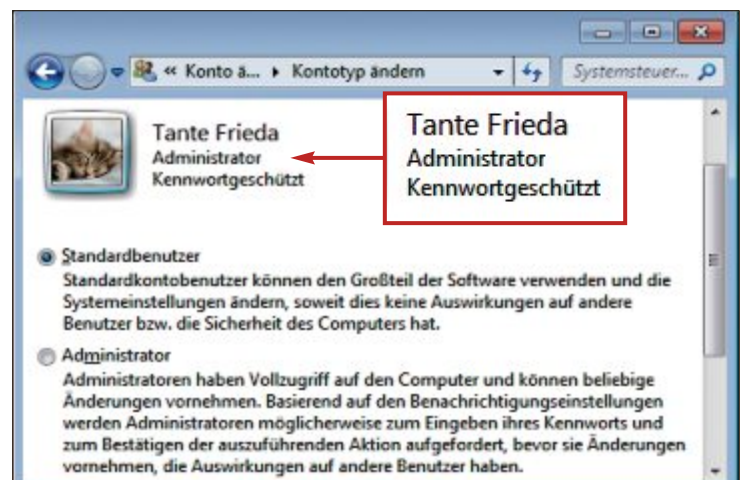 « Konto ä... ▸ Kontotyp ändern
Systemsteuer...
Tante Frieda
Administrator
Kennwortgeschützt
Tante Frieda
Administrator
Kennwortgeschützt
Standardbenutzer
Standardkontobenutzer können den Großteil der Software verwenden und die
Systemeinstellungen ändern, soweit dies keine Auswirkungen auf andere
Benutzer bzw. die Sicherheit des Computers hat.
Administrator
Administratoren haben Vollzugriff auf den Computer und können beliebige
Änderungen vornehmen. Basierend auf den Benachrichtigungseinstellungen
werden Administratoren möglicherweise zum Eingeben ihres Kennworts und
zum Bestätigen der auszuführenden Aktion aufgefordert, bevor sie Änderungen
vornehmen, die Auswirkungen auf andere Benutzer haben.